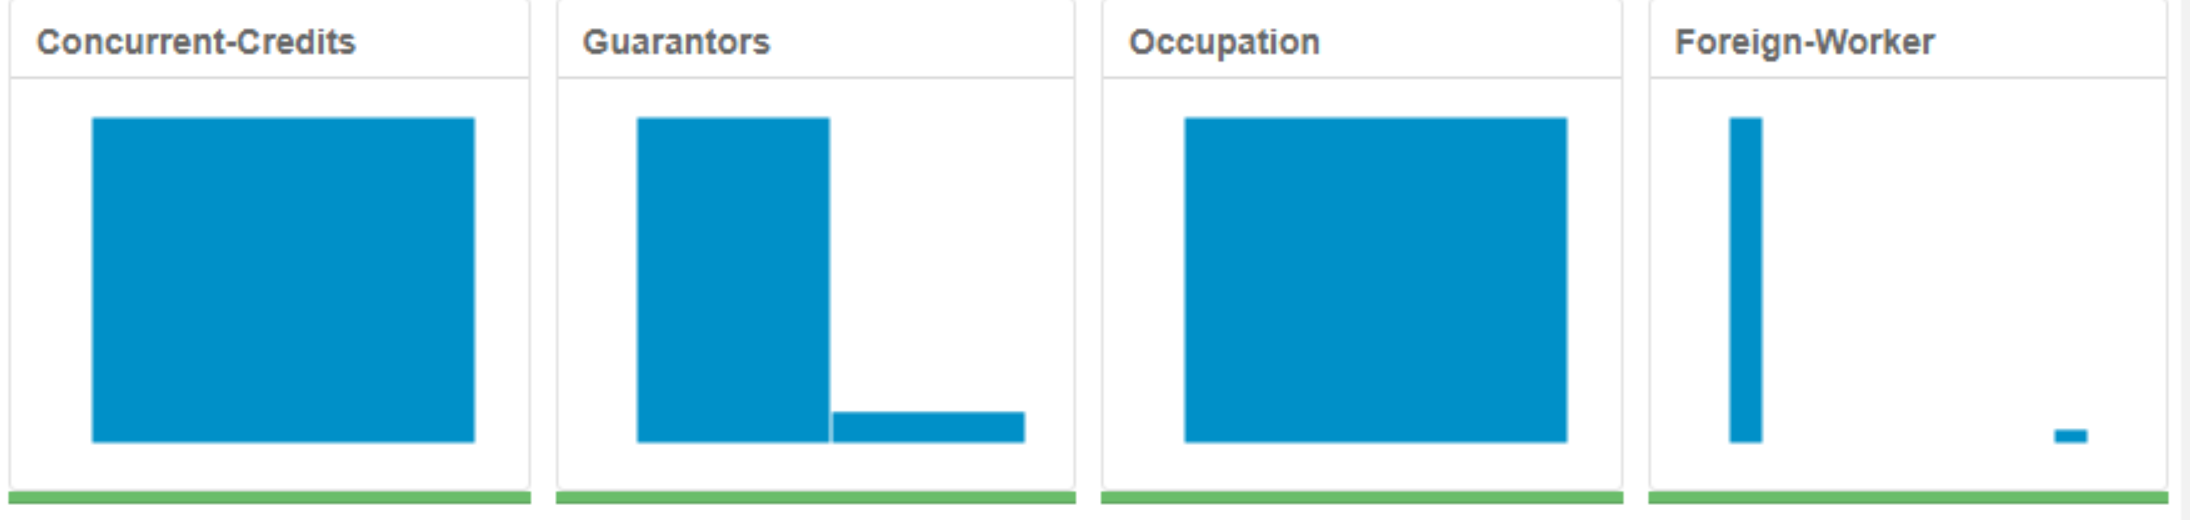 Concurrent-Credits
Guarantors
Occupation
Foreign-Worker